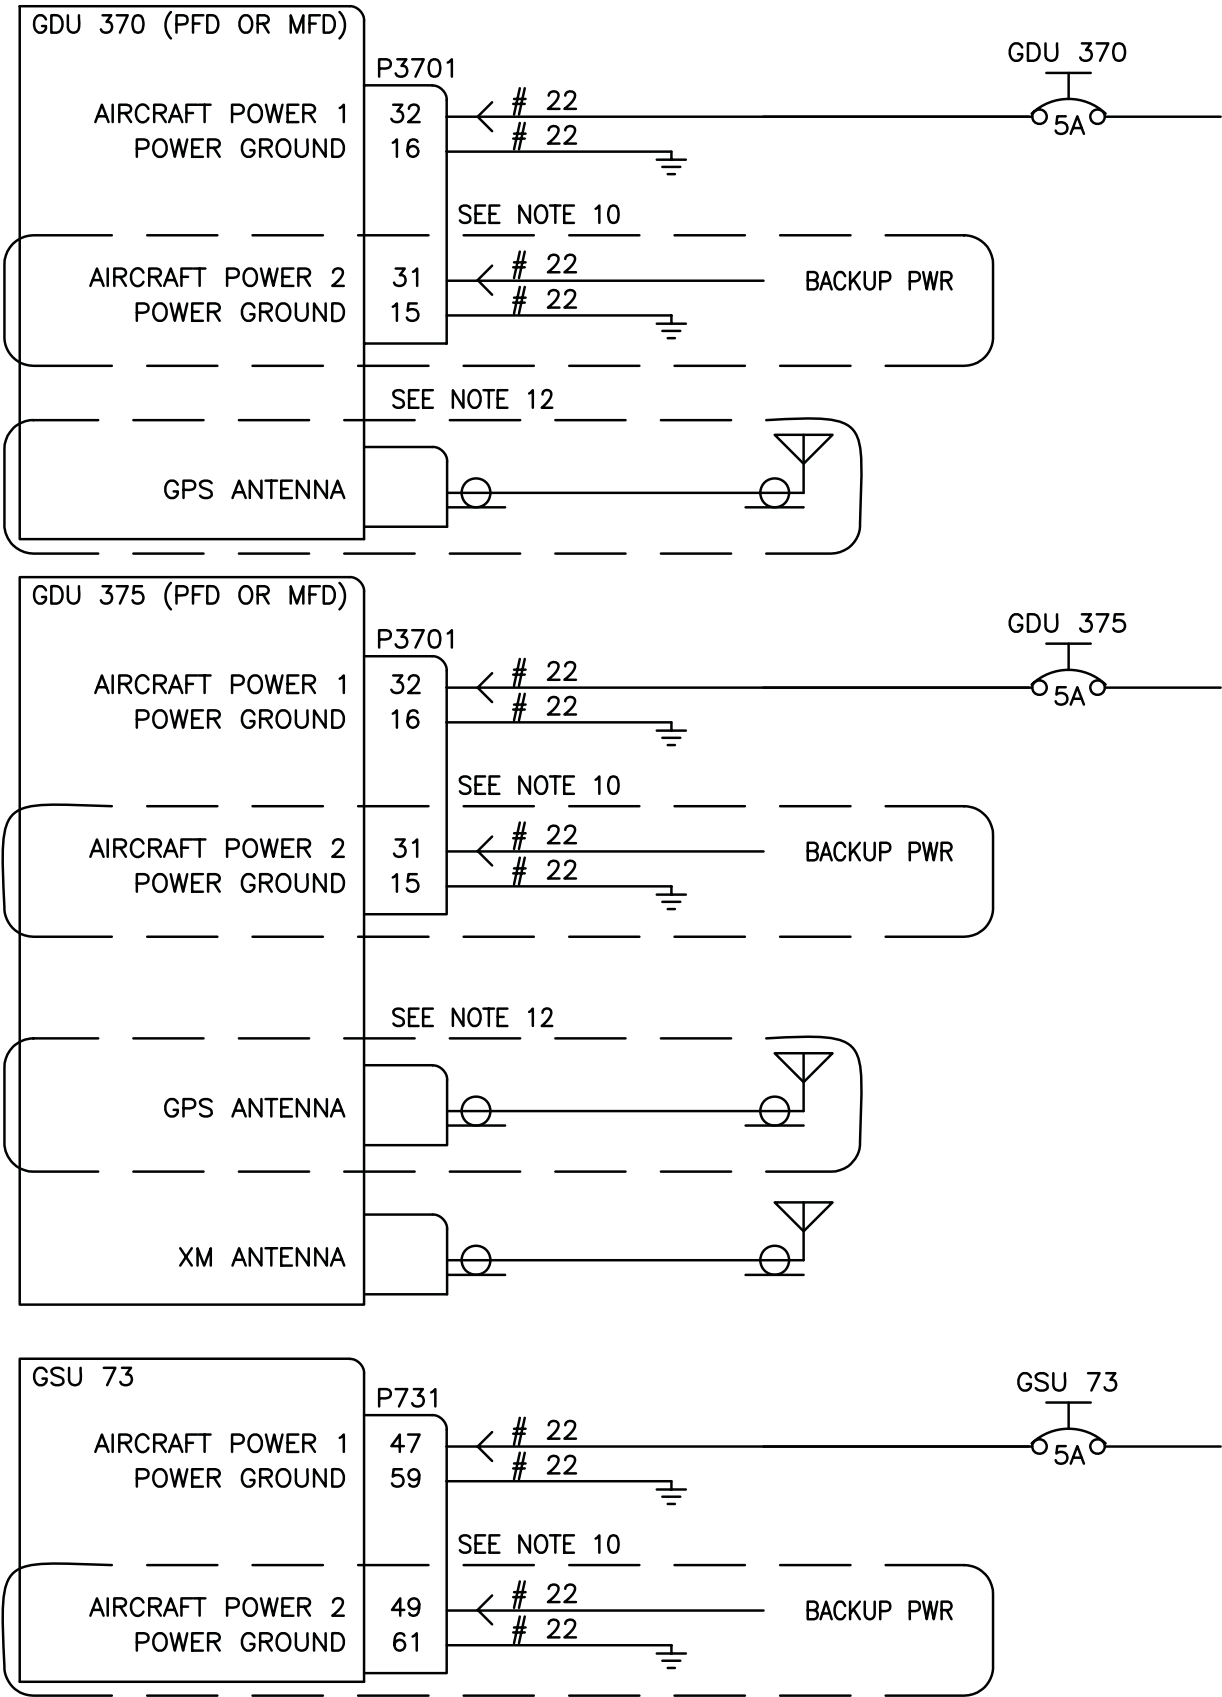 GDU 370 (PFD OR MFD)
GDU 370
P3701
AIRCRAFT POWER 1 32 # 22
5A
POWER GROUND 16 # 22
SEE NOTE 10
AIRCRAFT POWER 2 31 # 22 BACKUP PWR
POWER GROUND 15 # 22
SEE NOTE 12
GPS ANTENNA
GDU 375 (PFD OR MFD)
GDU 375
P3701
AIRCRAFT POWER 1 32 # 22
5A
POWER GROUND 16 # 22
SEE NOTE 10
AIRCRAFT POWER 2 31 # 22 BACKUP PWR
POWER GROUND 15 # 22
SEE NOTE 12
GPS ANTENNA
XM ANTENNA
GSU 73
GSU 73
P731
AIRCRAFT POWER 1 47 # 22
5A
POWER GROUND 59 # 22
SEE NOTE 10
AIRCRAFT POWER 2 49 # 22 BACKUP PWR
POWER GROUND 61 # 22